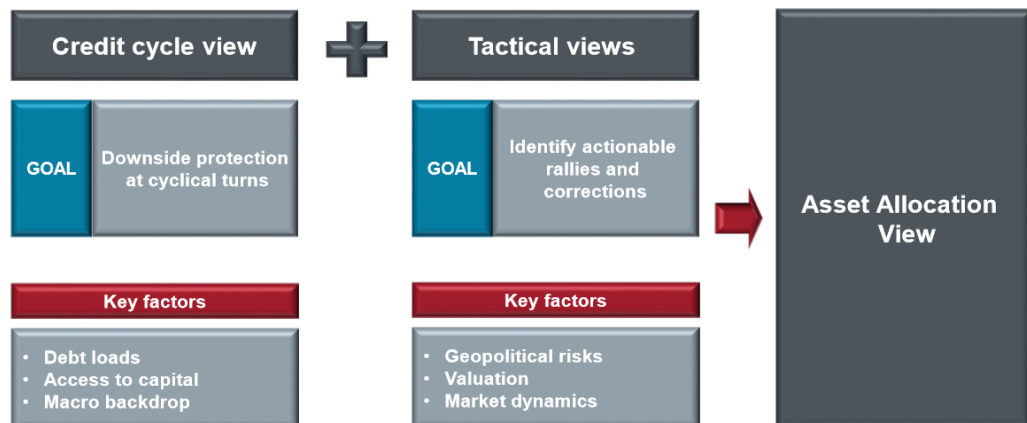 Credit cycle view
Tactical views
GOAL
Downside protection
at cyclical turns
GOAL
Identify actionable
rallies and
corrections
Asset Allocation
View
Key factors
Key factors
• Debt loads
• Access to capital
• Macro backdrop
• Geopolitical risks
• Valuation
• Market dynamics